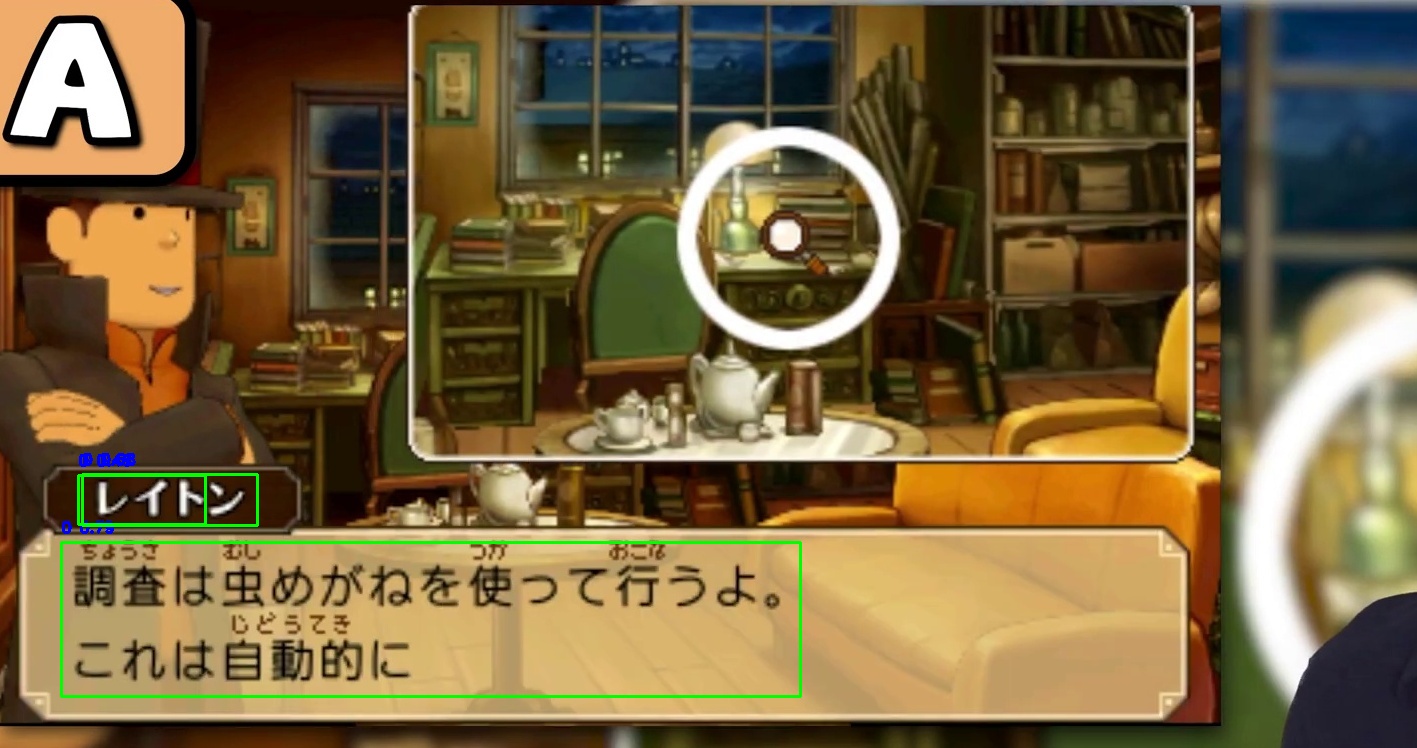 A
レイトン
ちょうさ むし つか おこな
調査は虫めがねを使って行うよ。
じどうてき
これは自動的に